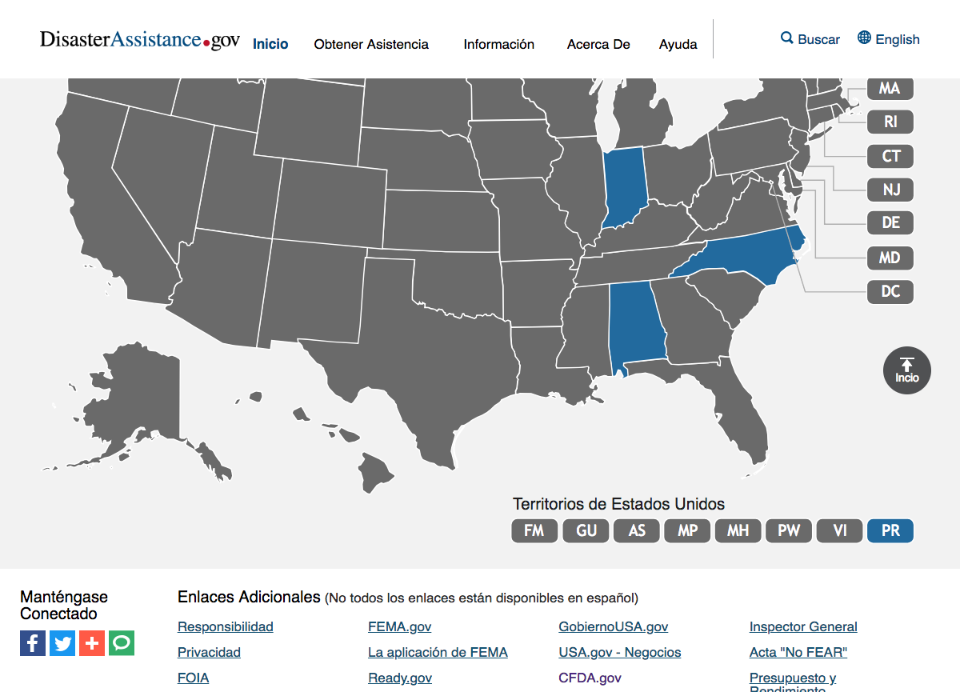 DisasterAssistance.gov Inicio Obtener Asistencia Información Acerca De Ayuda Buscar English
MA
RI
CT
NJ
DE
MD
DC
Incio
Territorios de Estados Unidos
FM GU AS MP MH PW VI PR
Manténgase
Conectado
Enlaces Adicionales (No todos los enlaces están disponibles en español)
Responsibilidad FEMA.gov GobiernoUSA.gov Inspector General
Privacidad La aplicación de FEMA USA.gov - Negocios Acta "No FEAR"
FOIA Ready.gov CFDA.gov Presupuesto y
Rendimiento